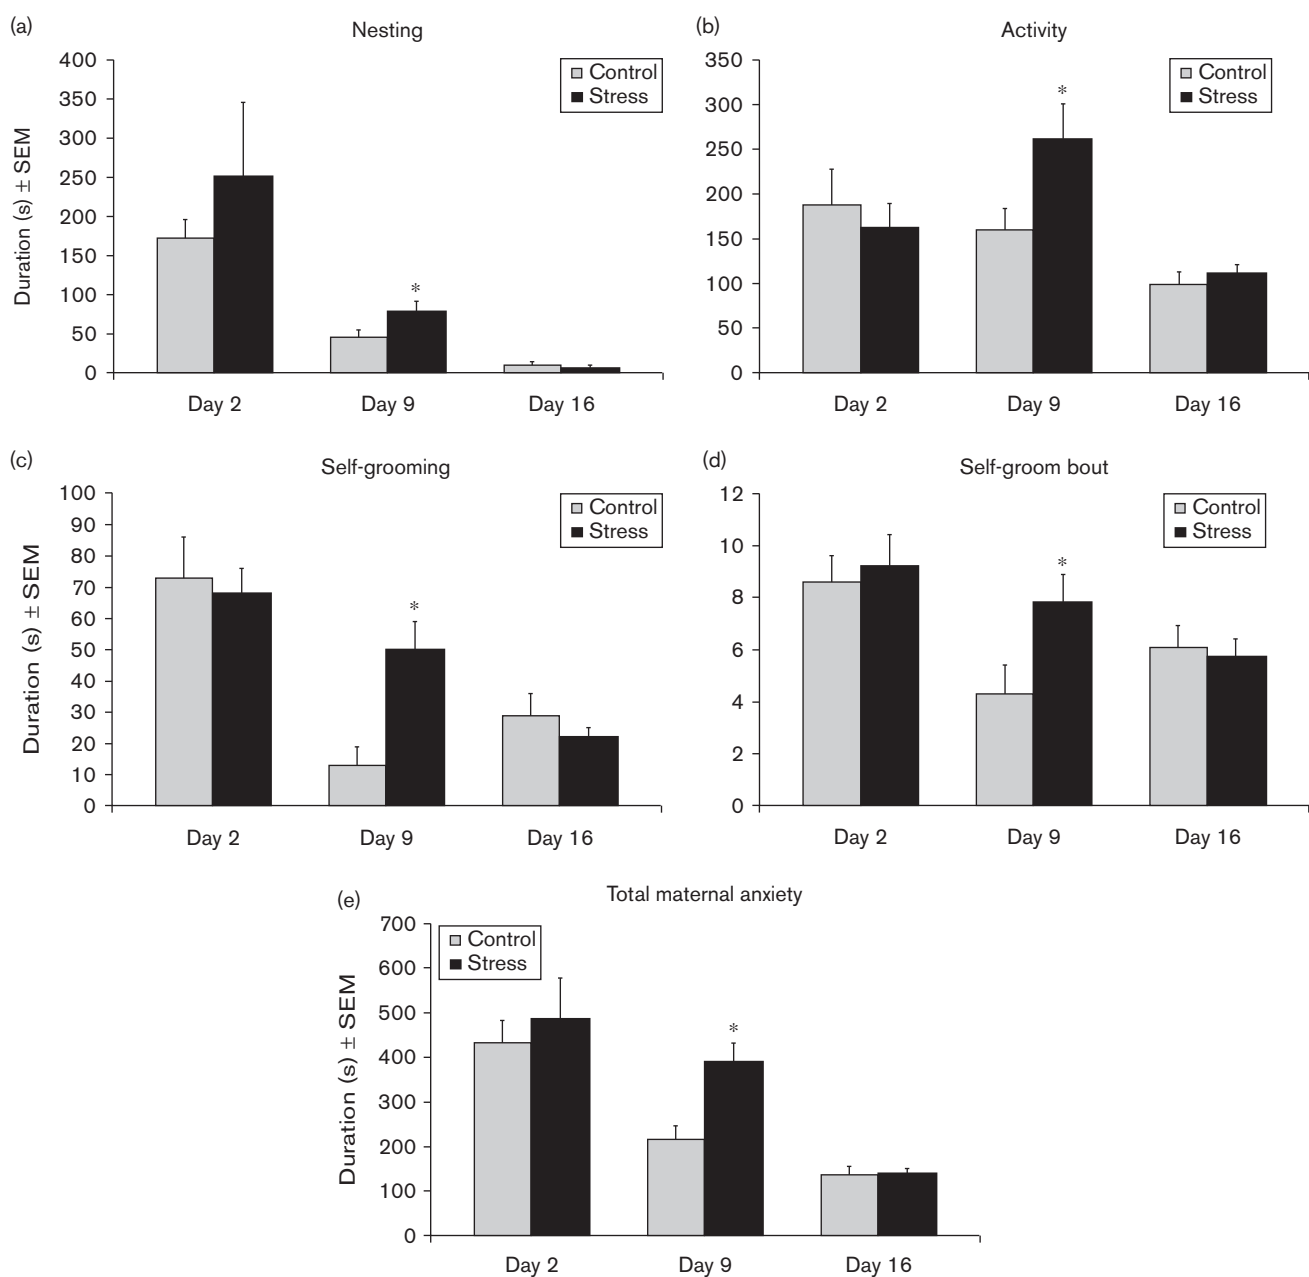 (a)
Nesting
Control
Stress
400
350
300
250
200
150
100
50
0
Duration (s) ± SEM
*
Day 2 Day 9 Day 16
(b)
Activity
Control
Stress
350
300
250
200
150
100
50
0
*
Day 2 Day 9 Day 16
(c)
Self-grooming
Control
Stress
100
90
80
70
60
50
40
30
20
10
0
Duration (s) ± SEM
*
Day 2 Day 9 Day 16
(d)
Self-groom bout
Control
Stress
12
10
8
6
4
2
0
*
Day 2 Day 9 Day 16
(e)
Total maternal anxiety
Control
Stress
700
600
500
400
300
200
100
0
Duration (s) ± SEM
*
Day 2 Day 9 Day 16